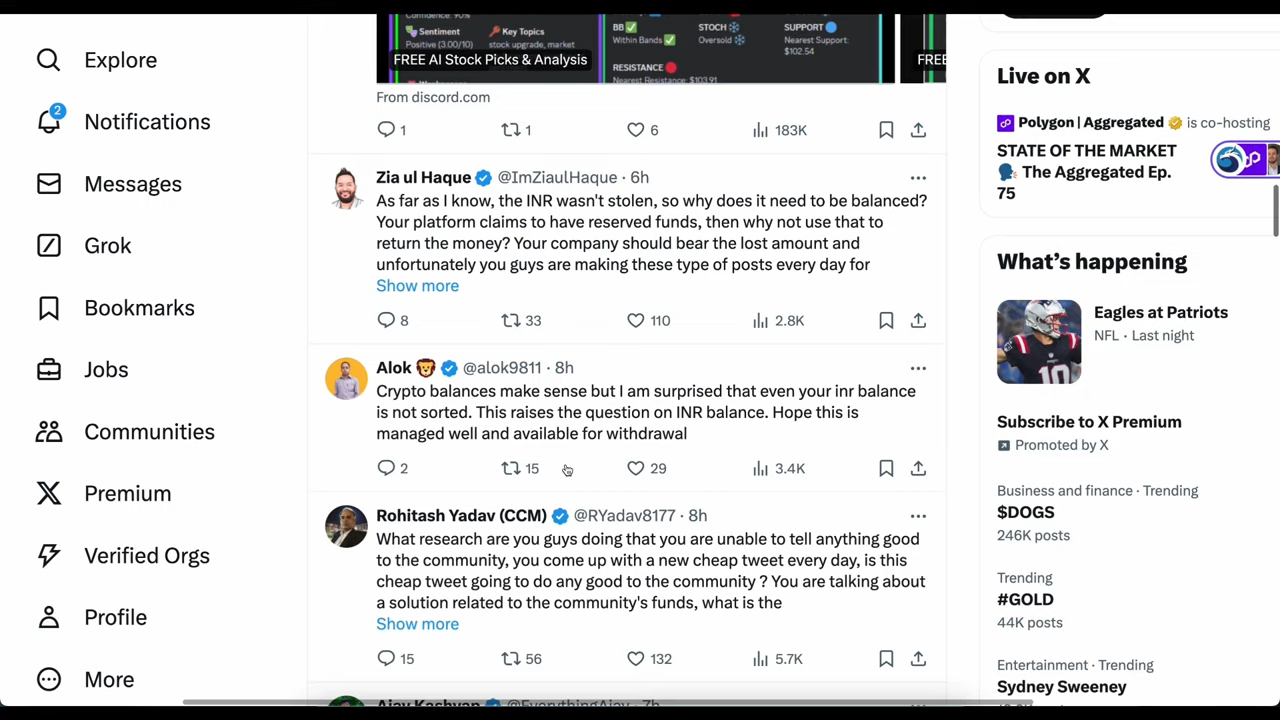 Explore
2
Notifications
Messages
Grok
Bookmarks
Jobs
Communities
Premium
Verified Orgs
Profile
More
Confidence: 90%
Sentiment
Positive (3.00/10)
Key Topics
stock upgrade, market
BB
Within Bands
STOCH
Oversold
SUPPORT
Nearest Support:
$102.54
RESISTANCE
Nearest Resistance: $103.91
FREE AI Stock Picks & Analysis
FREE
From discord.com
1 1 6 183K
Zia ul Haque @ImZiaulHaque · 6h
As far as I know, the INR wasn't stolen, so why does it need to be balanced?
Your platform claims to have reserved funds, then why not use that to
return the money? Your company should bear the lost amount and
unfortunately you guys are making these type of posts every day for
Show more
8 33 110 2.8K
Alok @alok9811 · 8h
Crypto balances make sense but I am surprised that even your inr balance
is not sorted. This raises the question on INR balance. Hope this is
managed well and available for withdrawal
2 15 29 3.4K
Rohitash Yadav (CCM) @RYadav8177 · 8h
What research are you guys doing that you are unable to tell anything good
to the community, you come up with a new cheap tweet every day, is this
cheap tweet going to do any good to the community ? You are talking about
a solution related to the community's funds, what is the
Show more
15 56 132 5.7K
Ajay Kashyap @EverythingAjay · 7h
Live on X
Polygon | Aggregated is co-hosting
STATE OF THE MARKET
The Aggregated Ep.
75
What's happening
Eagles at Patriots
NFL · Last night
Subscribe to X Premium
Promoted by X
Business and finance · Trending
$DOGS
246K posts
Trending
#GOLD
44K posts
Entertainment · Trending
Sydney Sweeney